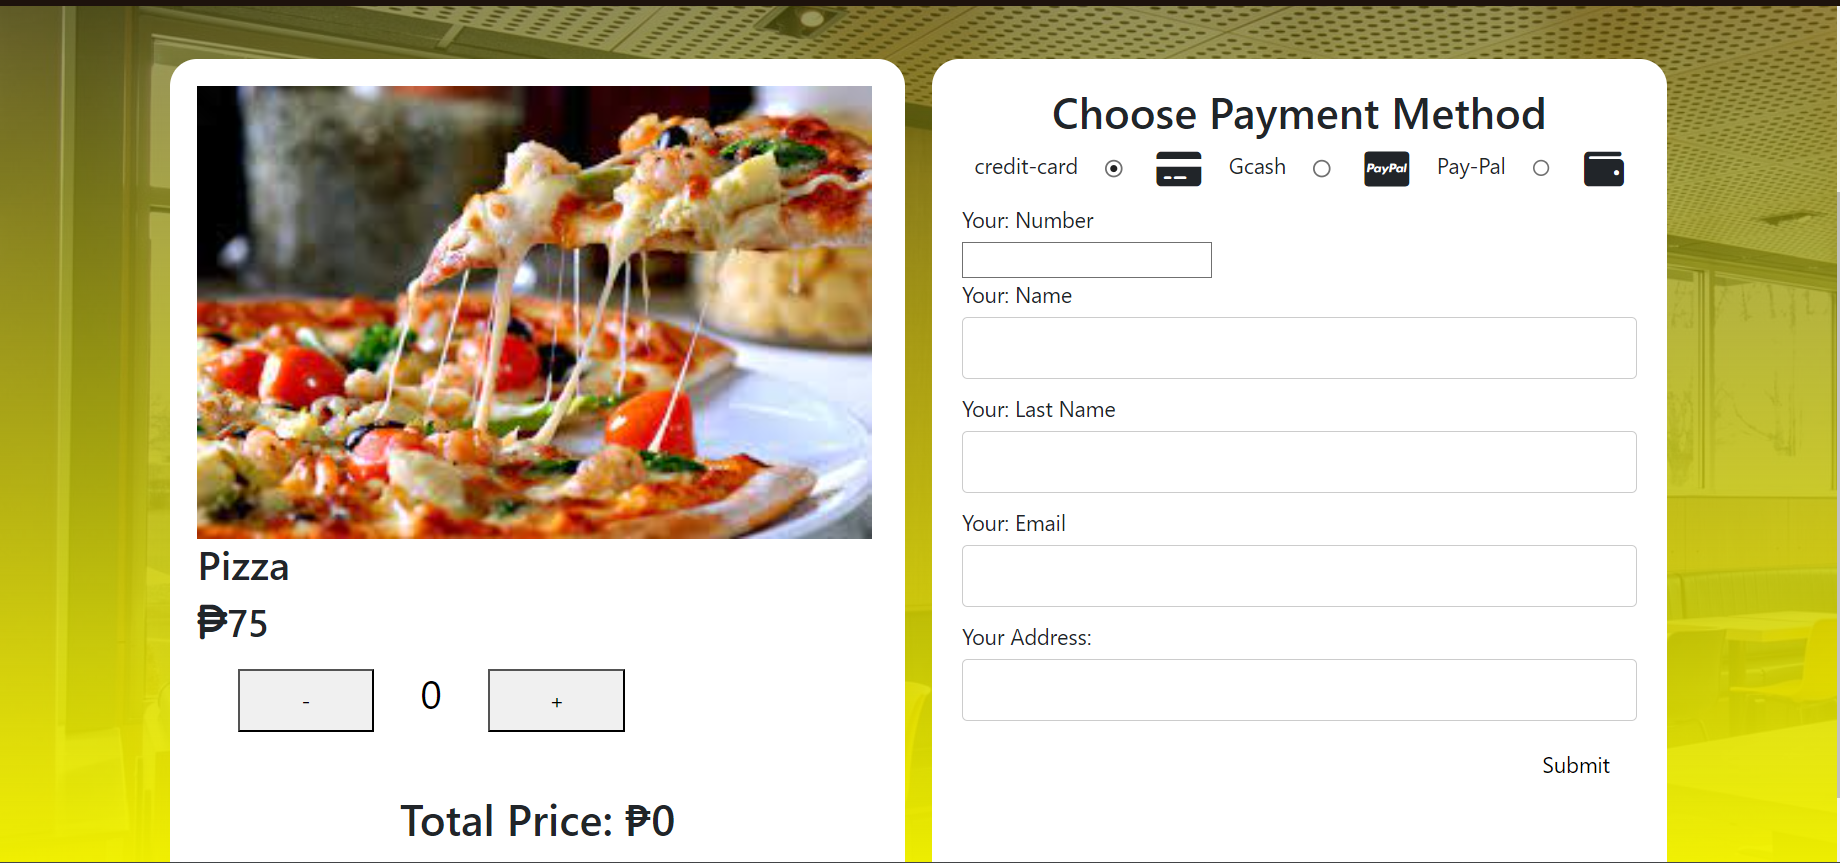 Pizza
₱75
- 0 +
Total Price: ₱0
Choose Payment Method
credit-card Gcash PayPal Pay-Pal
Your: Number
Your: Name
Your: Last Name
Your: Email
Your Address:
Submit